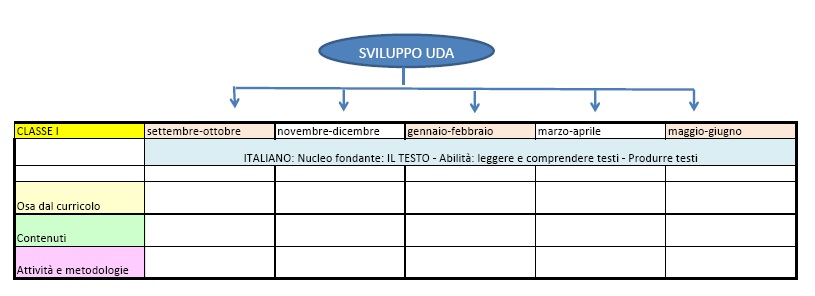 SVILUPPO UDA
CLASSE I settembre-ottobre novembre-dicembre gennaio-febbraio marzo-aprile maggio-giugno
ITALIANO: Nucleo fondante: IL TESTO - Abilità: leggere e comprendere testi - Produrre testi
Osa dal curricolo
Contenuti
Attività e metodologie